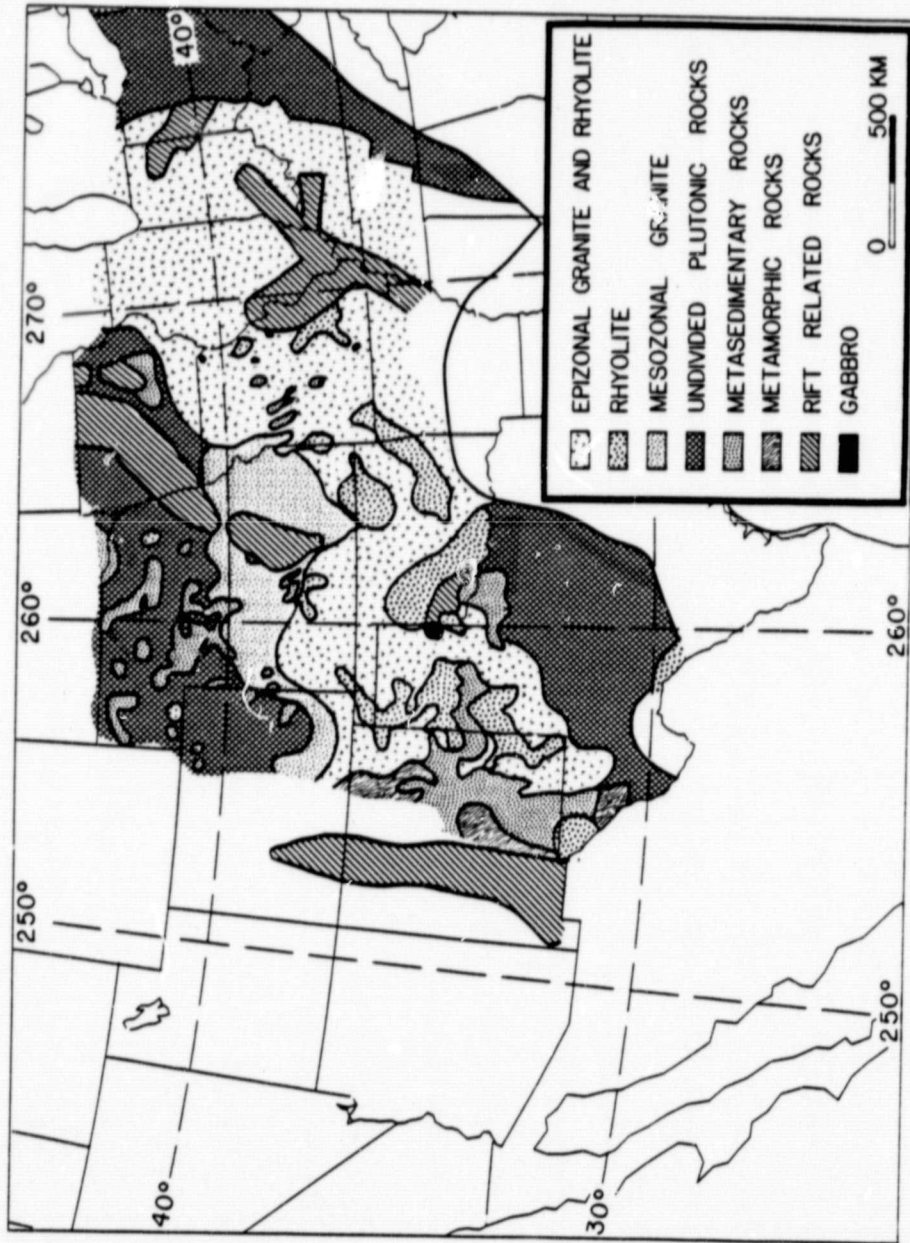 250°
260°
270°
40°
40°
30°
250°
260°
EPIZONAL GRANITE AND RHYOLITE
RHYOLITE
MESOZONAL GRANITE
UNDIVIDED PLUTONIC ROCKS
METASEDIMENTARY ROCKS
METAMORPHIC ROCKS
RIFT RELATED ROCKS
GABBRO
0 500 KM